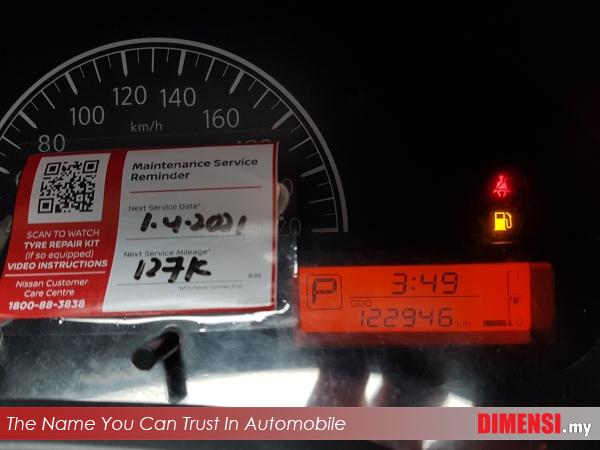 80
100
120
140
160
km/h
20
SCAN TO WATCH
TYRE REPAIR KIT
(if so equipped)
VIDEO INSTRUCTIONS
Nissan Customer
Care Centre
1800-88-3838
Maintenance Service
Reminder
Next Service Date*:
1.4.2021
Next Service Mileage*:
127K
KM
P
3:49
ODO
122946 km
0
The Name You Can Trust In Automobile
DIMENSI.my